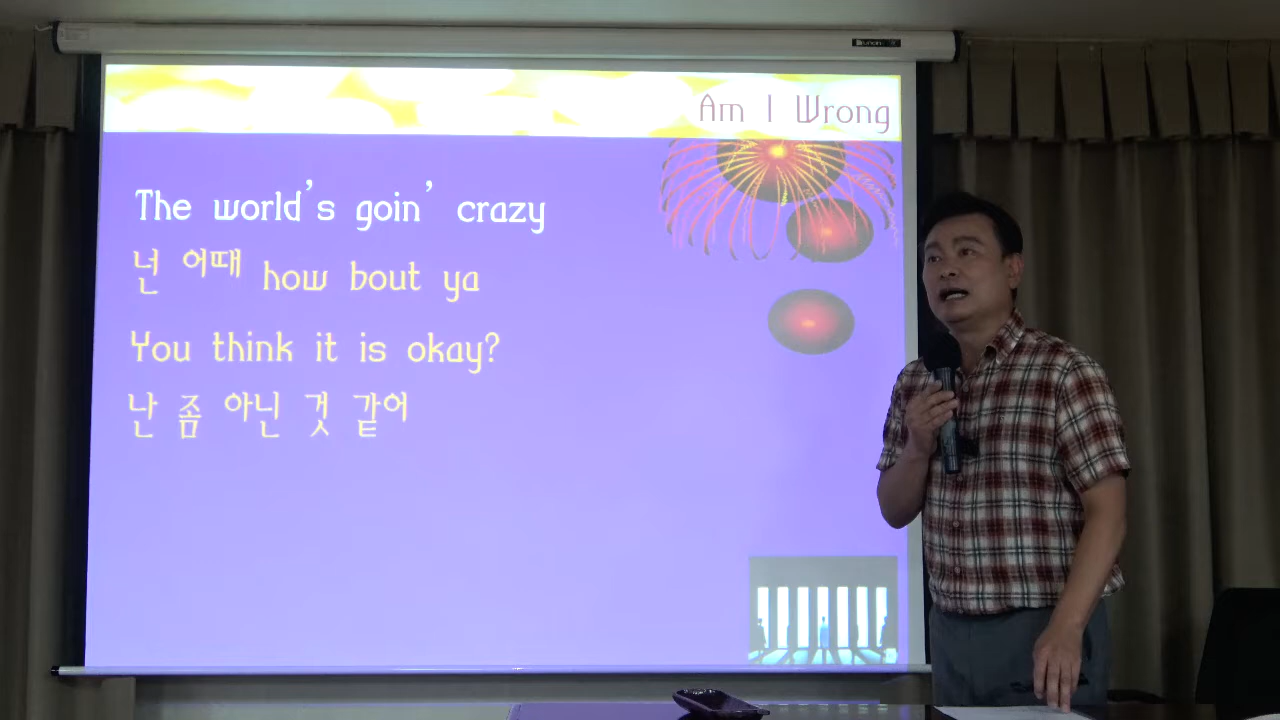 Am I Wrong
The world's goin' crazy
넌 어때 how bout ya
You think it is okay?
난 좀 아닌 것 같어